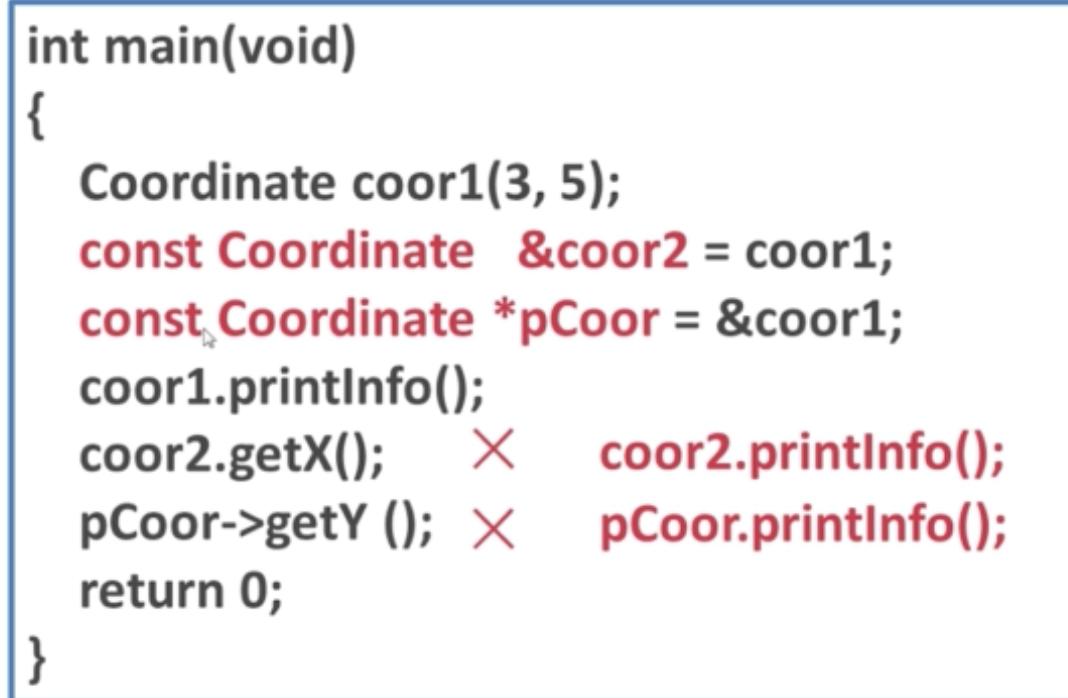 int main(void)
{
Coordinate coor1(3, 5);
const Coordinate &coor2 = coor1;
const Coordinate *pCoor = &coor1;
coor1.printInfo();
coor2.getX(); × coor2.printInfo();
pCoor->getY (); × pCoor.printInfo();
return 0;
}